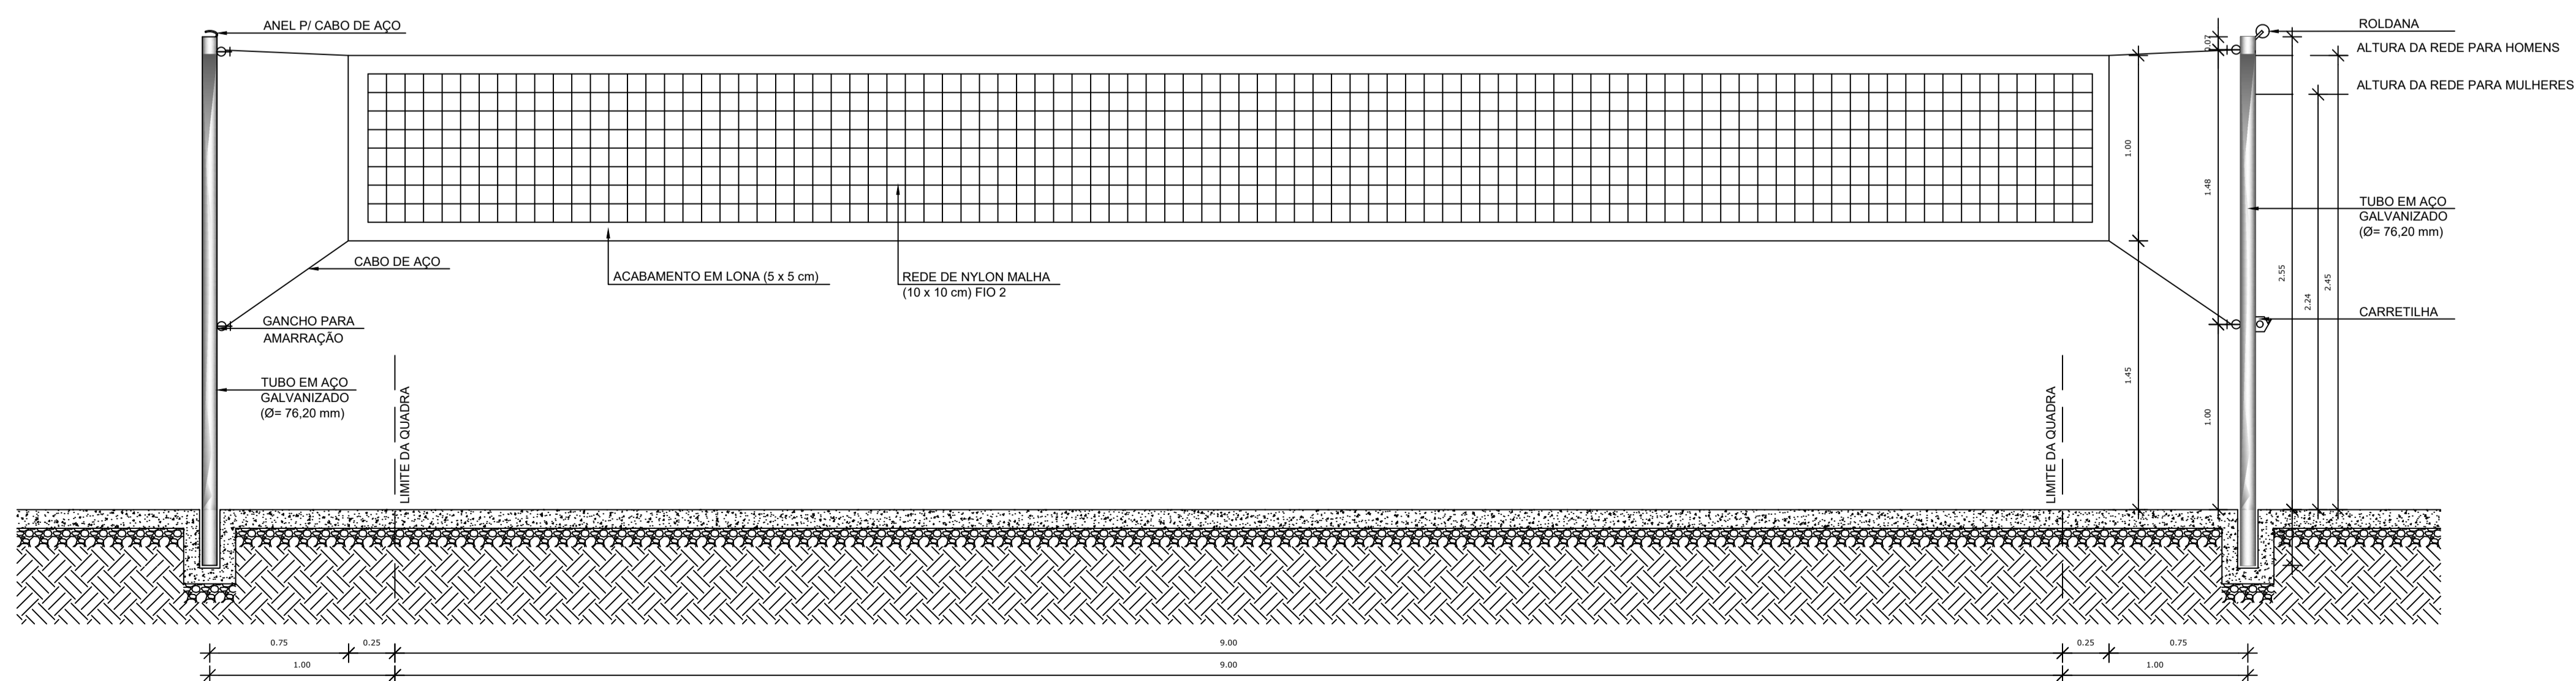 ANEL P/ CABO DE AÇO
CABO DE AÇO
GANCHO PARA
AMARRAÇÃO
TUBO EM AÇO
GALVANIZADO
(Ø= 76,20 mm)
LIMITE DA QUADRA
ACABAMENTO EM LONA (5 x 5 cm)
REDE DE NYLON MALHA
(10 x 10 cm) FIO 2
LIMITE DA QUADRA
1.00
1.45
0.07
1.48
1.00
2.55
2.24
2.45
ROLDANA
ALTURA DA REDE PARA HOMENS
ALTURA DA REDE PARA MULHERES
TUBO EM AÇO
GALVANIZADO
(Ø= 76,20 mm)
CARRETILHA
0.75 0.25 9.00 0.25 0.75
1.00 9.00 1.00